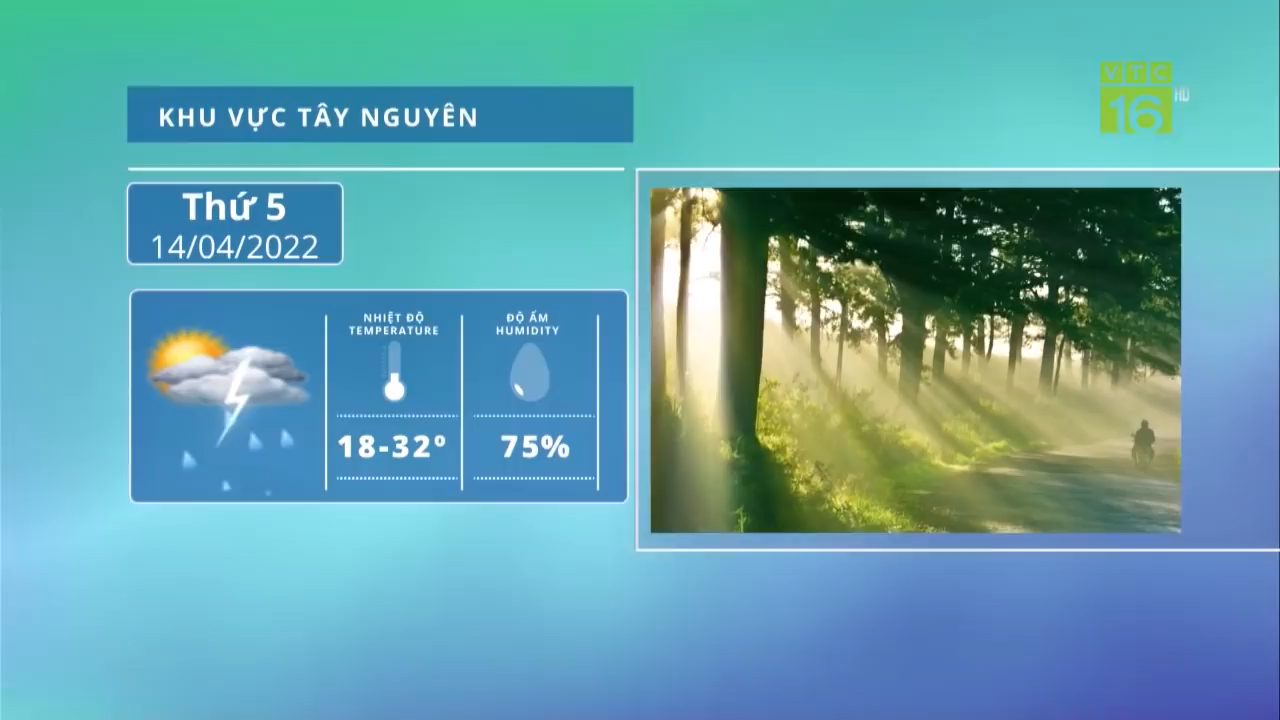 KHU VỰC TÂY NGUYÊN
VTC
16 HD
Thứ 5
14/04/2022
NHIỆT ĐỘ
TEMPERATURE
18-32º
ĐỘ ẨM
HUMIDITY
75%